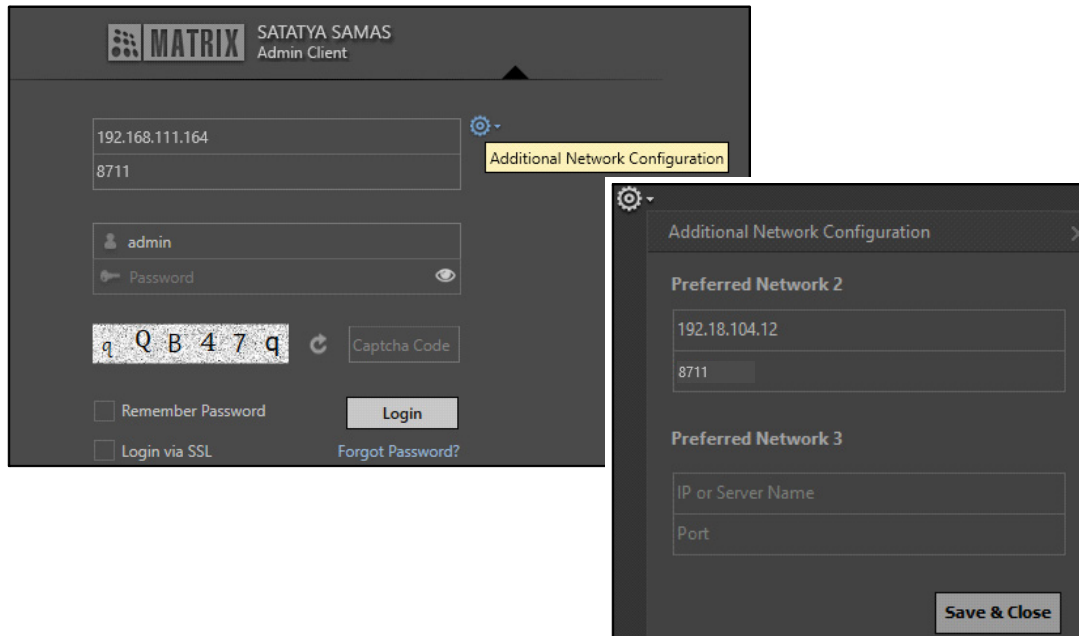 MATRIX
SATATYA SAMAS
Admin Client
192.168.111.164
8711
Additional Network Configuration
admin
Password
q Q B 4 7 q
Captcha Code
Remember Password
Login
Login via SSL
Forgot Password?
Additional Network Configuration
Preferred Network 2
192.18.104.12
8711
Preferred Network 3
IP or Server Name
Port
Save & Close